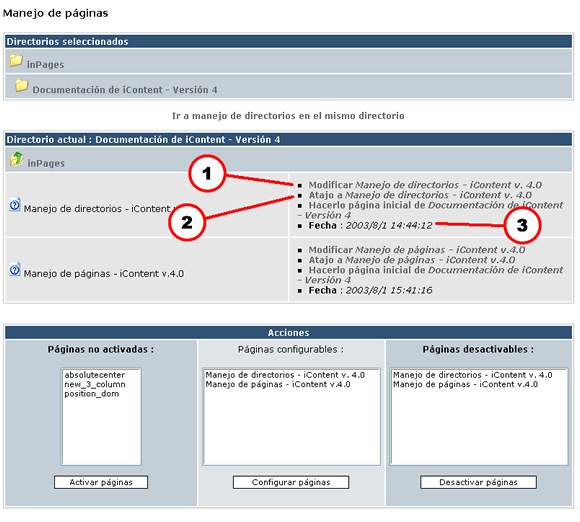 Manejo de páginas
Directorios seleccionados
inPages
Documentación de iContent - Versión 4
Ir a manejo de directorios en el mismo directorio
Directorio actual : Documentación de iContent - Versión 4
inPages
1
Manejo de directorios - iContent v.
2
Modificar Manejo de directorios - iContent v. 4.0
Atajo a Manejo de directorios - iContent v. 4.0
Hacerlo página inicial de Documentación de iContent
- Versión 4
Fecha : 2003/8/1 14:44:12
3
Manejo de páginas - iContent v.4.0
Modificar Manejo de páginas - iContent v.4.0
Atajo a Manejo de páginas - iContent v.4.0
Hacerlo página inicial de Documentación de iContent
- Versión 4
Fecha : 2003/8/1 15:41:16
Acciones
Páginas no activadas :
absolutecenter
new_3_column
position_dom
Activar páginas
Páginas configurables :
Manejo de directorios - iContent v. 4.0
Manejo de páginas - iContent v.4.0
Configurar páginas
Páginas desactivables :
Manejo de directorios - iContent v. 4.0
Manejo de páginas - iContent v.4.0
Desactivar páginas